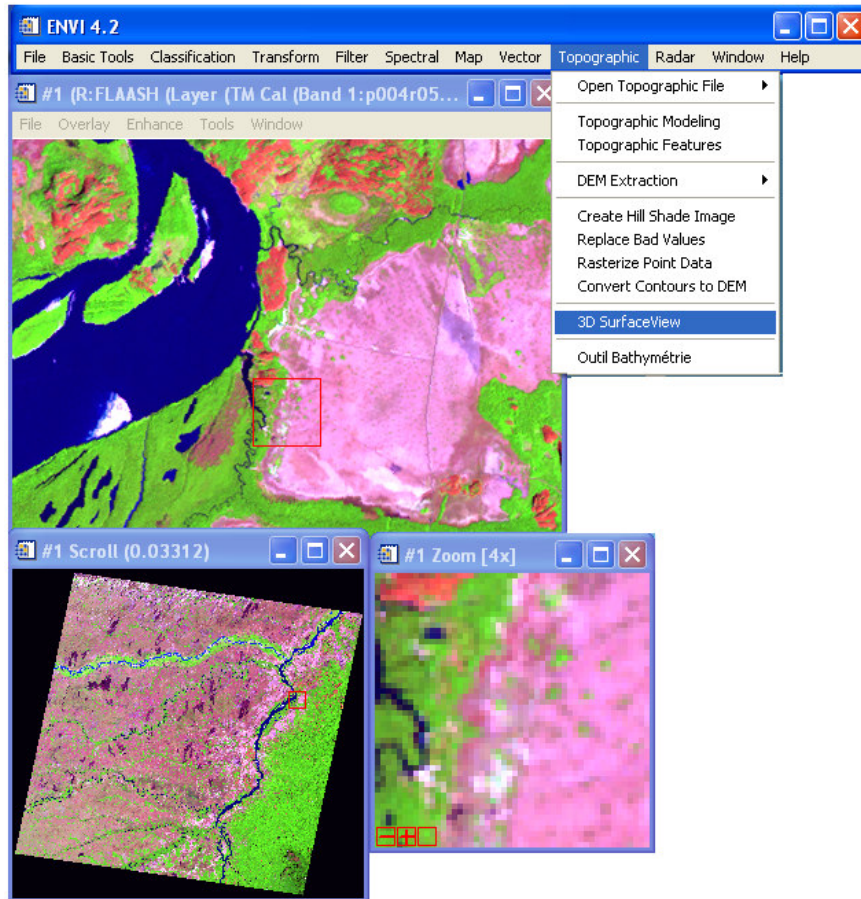 ENVI 4.2
File Basic Tools Classification Transform Filter Spectral Map Vector Topographic Radar Window Help
#1 (R:FLAASH (Layer (TM Cal (Band 1:p004r05...
File Overlay Enhance Tools Window
Open Topographic File
Topographic Modeling
Topographic Features
DEM Extraction
Create Hill Shade Image
Replace Bad Values
Rasterize Point Data
Convert Contours to DEM
3D SurfaceView
Outil Bathymétrie
#1 Scroll (0.03312)
#1 Zoom [4x]